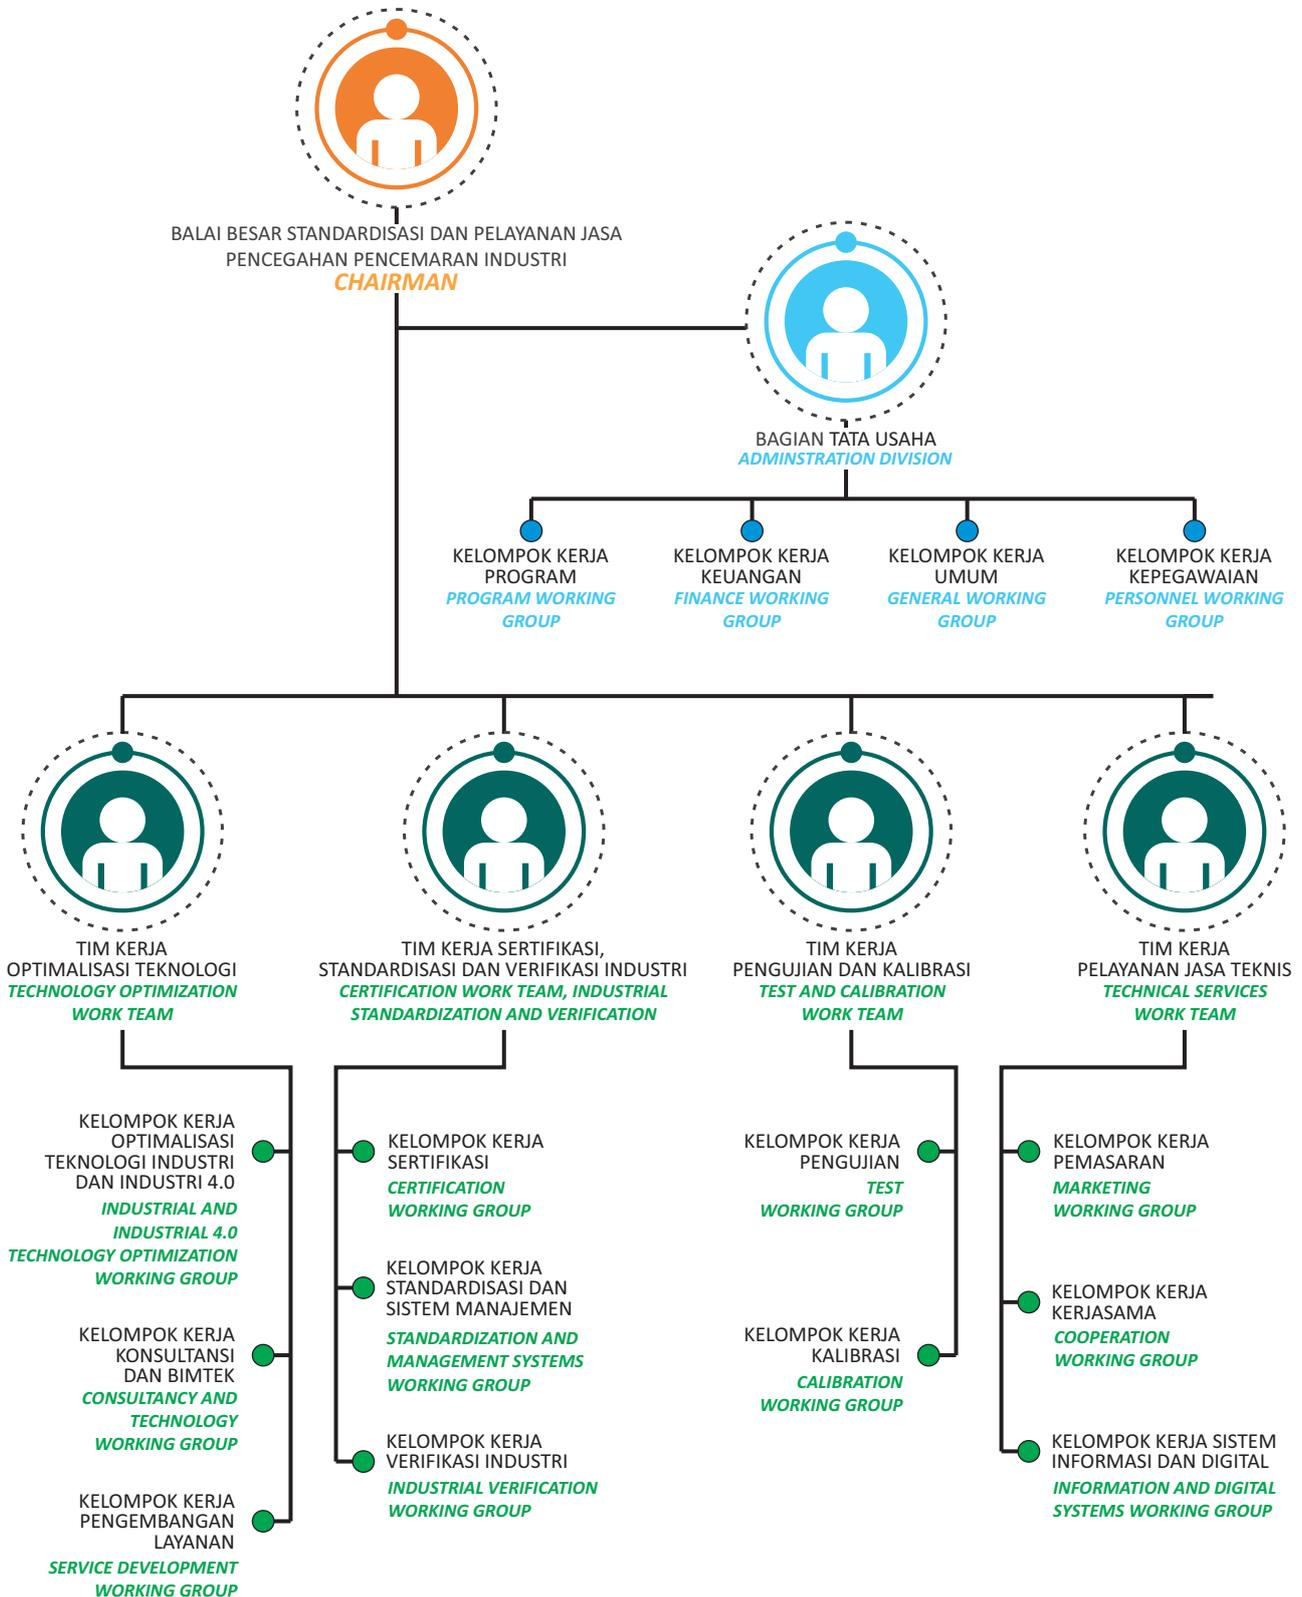 BALAI BESAR STANDARDISASI DAN PELAYANAN JASA
PENCEGAHAN PENCEMARAN INDUSTRI
CHAIRMAN
BAGIAN TATA USAHA
ADMINSTRATION DIVISION
KELOMPOK KERJA
PROGRAM
PROGRAM WORKING
GROUP
KELOMPOK KERJA
KEUANGAN
FINANCE WORKING
GROUP
KELOMPOK KERJA
UMUM
GENERAL WORKING
GROUP
KELOMPOK KERJA
KEPEGAWAIAN
PERSONNEL WORKING
GROUP
TIM KERJA
OPTIMALISASI TEKNOLOGI
TECHNOLOGY OPTIMIZATION
WORK TEAM
TIM KERJA SERTIFIKASI,
STANDARDISASI DAN VERIFIKASI INDUSTRI
CERTIFICATION WORK TEAM, INDUSTRIAL
STANDARDIZATION AND VERIFICATION
TIM KERJA
PENGUJIAN DAN KALIBRASI
TEST AND CALIBRATION
WORK TEAM
TIM KERJA
PELAYANAN JASA TEKNIS
TECHNICAL SERVICES
WORK TEAM
KELOMPOK KERJA
OPTIMALISASI
TEKNOLOGI INDUSTRI
DAN INDUSTRI 4.0
INDUSTRIAL AND
INDUSTRIAL 4.0
TECHNOLOGY OPTIMIZATION
WORKING GROUP
KELOMPOK KERJA
KONSULTANSI
DAN BIMTEK
CONSULTANCY AND
TECHNOLOGY
WORKING GROUP
KELOMPOK KERJA
PENGEMBANGAN
LAYANAN
SERVICE DEVELOPMENT
WORKING GROUP
KELOMPOK KERJA
SERTIFIKASI
CERTIFICATION
WORKING GROUP
KELOMPOK KERJA
STANDARDISASI DAN
SISTEM MANAJEMEN
STANDARDIZATION AND
MANAGEMENT SYSTEMS
WORKING GROUP
KELOMPOK KERJA
VERIFIKASI INDUSTRI
INDUSTRIAL VERIFICATION
WORKING GROUP
KELOMPOK KERJA
PENGUJIAN
TEST
WORKING GROUP
KELOMPOK KERJA
KALIBRASI
CALIBRATION
WORKING GROUP
KELOMPOK KERJA
PEMASARAN
MARKETING
WORKING GROUP
KELOMPOK KERJA
KERJASAMA
COOPERATION
WORKING GROUP
KELOMPOK KERJA SISTEM
INFORMASI DAN DIGITAL
INFORMATION AND DIGITAL
SYSTEMS WORKING GROUP